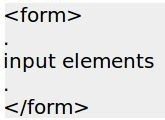 <form>
.
input elements
.
</form>